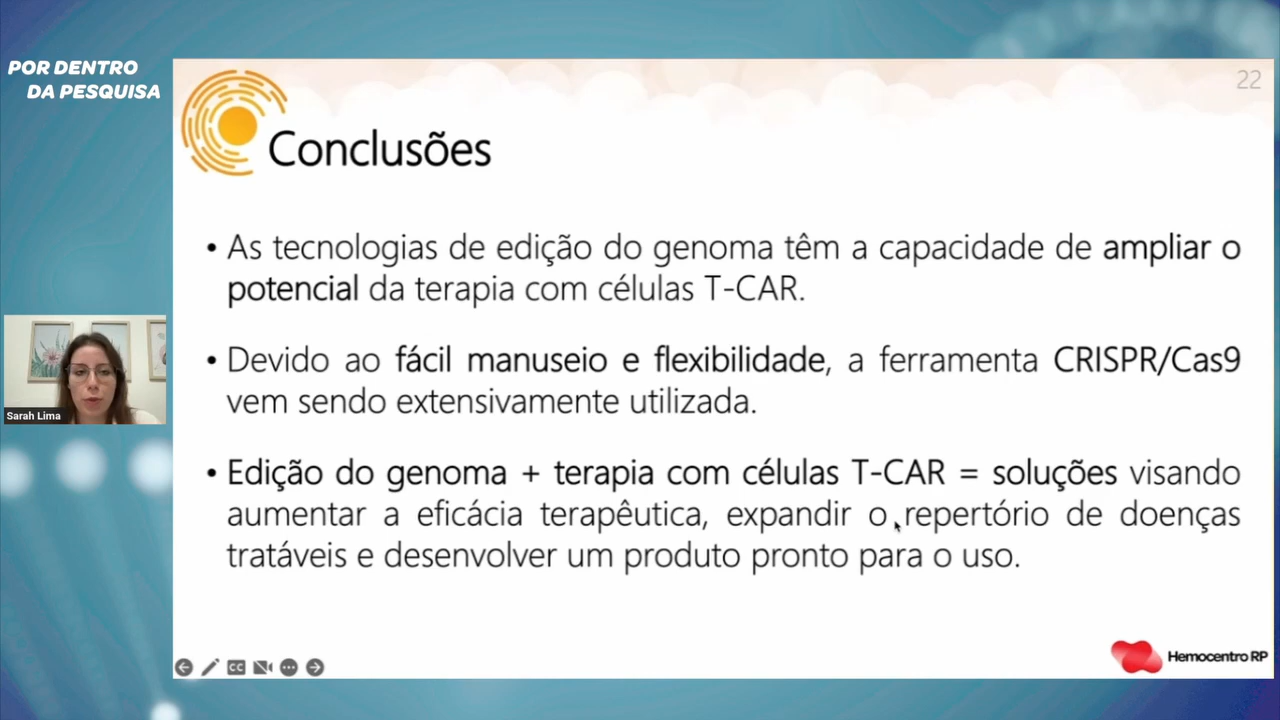 POR DENTRO
DA PESQUISA
22
Conclusões
• As tecnologias de edição do genoma têm a capacidade de ampliar o
potencial da terapia com células T-CAR.
• Devido ao fácil manuseio e flexibilidade, a ferramenta CRISPR/Cas9
vem sendo extensivamente utilizada.
• Edição do genoma + terapia com células T-CAR = soluções visando
aumentar a eficácia terapêutica, expandir o repertório de doenças
tratáveis e desenvolver um produto pronto para o uso.
Sarah Lima
CC
Hemocentro RP